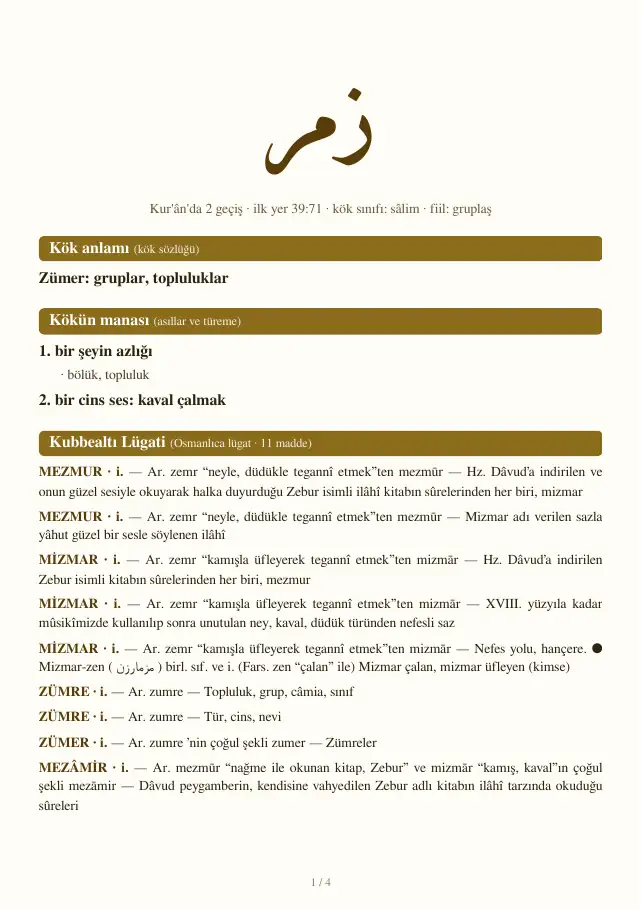 زمر
Kur'ân'da 2 geçiş · ilk yer 39:71 · kök sınıfı: sâlim · fiil: gruplaş
Kök anlamı (kök sözlüğü)
Zümer: gruplar, topluluklar
Kökün manası (asıllar ve türeme)
1. bir şeyin azlığı
· bölük, topluluk
2. bir cins ses: kaval çalmak
Kubbealtı Lügati (Osmanlıca lügat · 11 madde)
MEZMUR · i. — Ar. zemr “neyle, düdükle tegannî etmek”ten mezmūr — Hz. Dâvud’a indirilen ve
onun güzel sesiyle okuyarak halka duyurduğu Zebur isimli ilâhî kitabın sûrelerinden her biri, mizmar
MEZMUR · i. — Ar. zemr “neyle, düdükle tegannî etmek”ten mezmūr — Mizmar adı verilen sazla
yâhut güzel bir sesle söylenen ilâhî
MİZMAR · i. — Ar. zemr “kamışla üfleyerek tegannî etmek”ten mizmār — Hz. Dâvud’a indirilen
Zebur isimli kitabın sûrelerinden her biri, mezmur
MİZMAR · i. — Ar. zemr “kamışla üfleyerek tegannî etmek”ten mizmār — XVIII. yüzyıla kadar
mûsikîmizde kullanılıp sonra unutulan ney, kaval, düdük türünden nefesli saz
MİZMAR · i. — Ar. zemr “kamışla üfleyerek tegannî etmek”ten mizmār — Nefes yolu, hançere. ●
Mizmar-zen ( مزمارزن ) birl. sıf. ve i. (Fars. zen “çalan” ile) Mizmar çalan, mizmar üfleyen (kimse)
ZÜMRE · i. — Ar. zumre — Topluluk, grup, câmia, sınıf
ZÜMRE · i. — Ar. zumre — Tür, cins, nevi
ZÜMER · i. — Ar. zumre ’nin çoğul şekli zumer — Zümreler
MEZÂMİR · i. — Ar. mezmūr “nağme ile okunan kitap, Zebur” ve mizmār “kamış, kaval”ın çoğul
şekli mezāmіr — Dâvud peygamberin, kendisine vahyedilen Zebur adlı kitabın ilâhî tarzında okuduğu
sûreleri
1 / 4